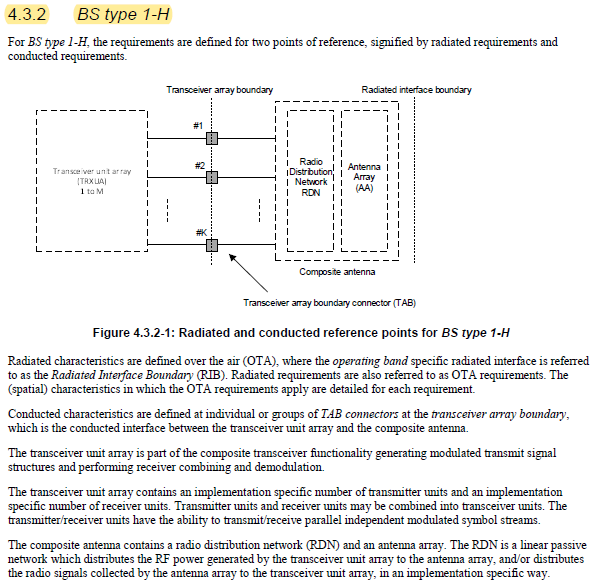 4.3.2 BS type 1-H
For BS type 1-H, the requirements are defined for two points of reference, signified by radiated requirements and
conducted requirements.
Transceiver array boundary
Radiated interface boundary
#1
#2
#K
Transceiver unit array
(TRXUA)
1 to M
Radio
Distribution
Network
RDN
Antenna
Array
(AA)
Composite antenna
Transceiver array boundary connector (TAB)
Figure 4.3.2-1: Radiated and conducted reference points for BS type 1-H
Radiated characteristics are defined over the air (OTA), where the operating band specific radiated interface is referred
to as the Radiated Interface Boundary (RIB). Radiated requirements are also referred to as OTA requirements. The
(spatial) characteristics in which the OTA requirements apply are detailed for each requirement.
Conducted characteristics are defined at individual or groups of TAB connectors at the transceiver array boundary,
which is the conducted interface between the transceiver unit array and the composite antenna.
The transceiver unit array is part of the composite transceiver functionality generating modulated transmit signal
structures and performing receiver combining and demodulation.
The transceiver unit array contains an implementation specific number of transmitter units and an implementation
specific number of receiver units. Transmitter units and receiver units may be combined into transceiver units. The
transmitter/receiver units have the ability to transmit/receive parallel independent modulated symbol streams.
The composite antenna contains a radio distribution network (RDN) and an antenna array. The RDN is a linear passive
network which distributes the RF power generated by the transceiver unit array to the antenna array, and/or distributes
the radio signals collected by the antenna array to the transceiver unit array, in an implementation specific way.